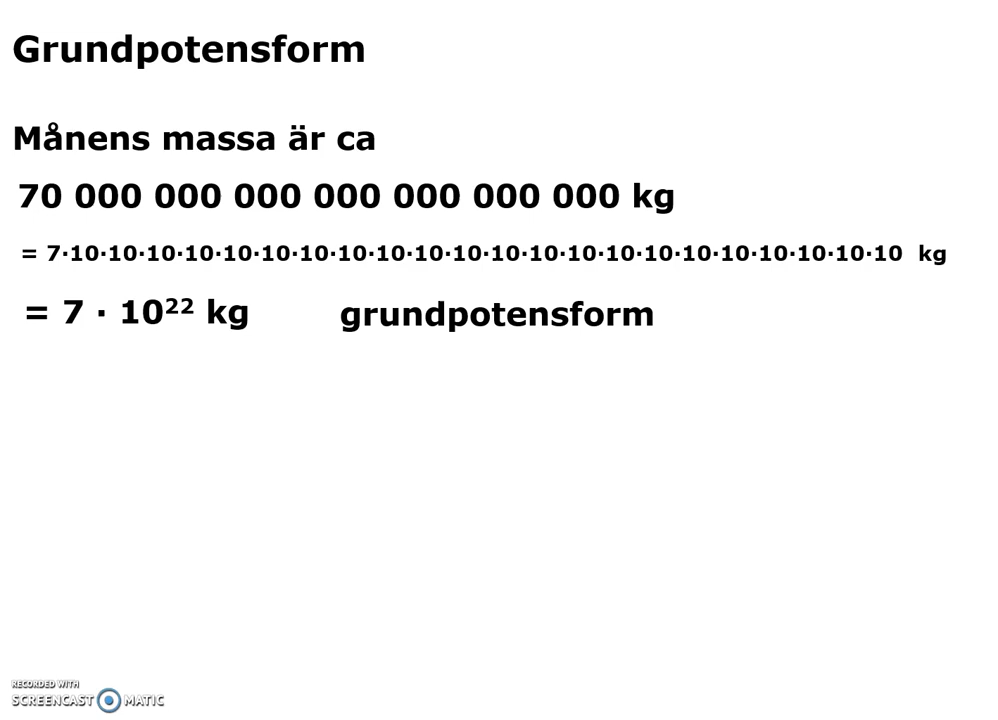 Grundpotensform
Månens massa är ca
70 000 000 000 000 000 000 000 kg
= 7·10·10·10·10·10·10·10·10·10·10·10·10·10·10·10·10·10·10·10·10·10·10 kg
= 7 · 10²² kg grundpotensform
RECORDED WITH
SCREENCAST MATIC